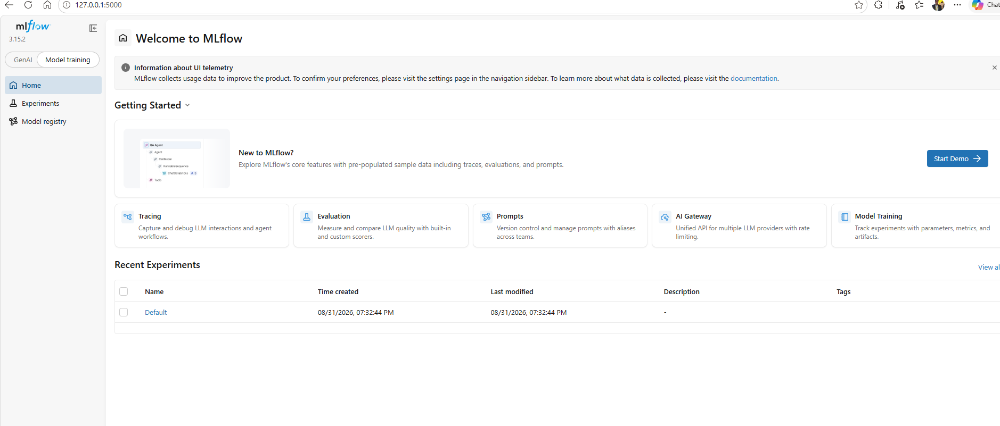 127.0.0.1:5000
Chat
mlflow
3.15.2
GenAI
Model training
Home
Experiments
Model registry
Welcome to MLflow
Information about UI telemetry
MLflow collects usage data to improve the product. To confirm your preferences, please visit the settings page in the navigation sidebar. To learn more about what data is collected, please visit the documentation.
Getting Started
QA Agent
Agent
CallModel
RunnableSequence
ChatDatabricks 3
Tools
New to MLflow?
Explore MLflow's core features with pre-populated sample data including traces, evaluations, and prompts.
Start Demo
Tracing
Capture and debug LLM interactions and agent
workflows.
Evaluation
Measure and compare LLM quality with built-in
and custom scorers.
Prompts
Version control and manage prompts with aliases
across teams.
AI Gateway
Unified API for multiple LLM providers with rate
limiting.
Model Training
Track experiments with parameters, metrics, and
artifacts.
Recent Experiments
View al
Name Time created Last modified Description Tags
Default 08/31/2026, 07:32:44 PM 08/31/2026, 07:32:44 PM -